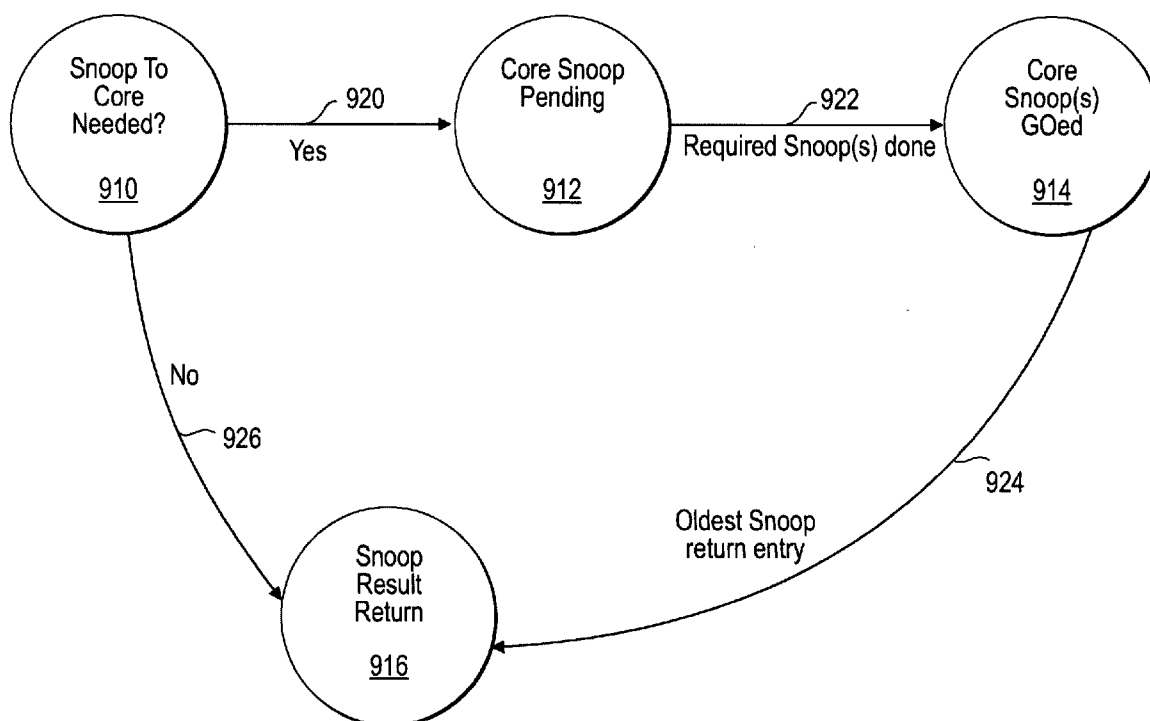 Snoop To
Core
Needed?
910
920
Yes
Core Snoop
Pending
912
922
Required Snoop(s) done
Core
Snoop(s)
GOed
914
No
926
924
Oldest Snoop
return entry
Snoop
Result
Return
916